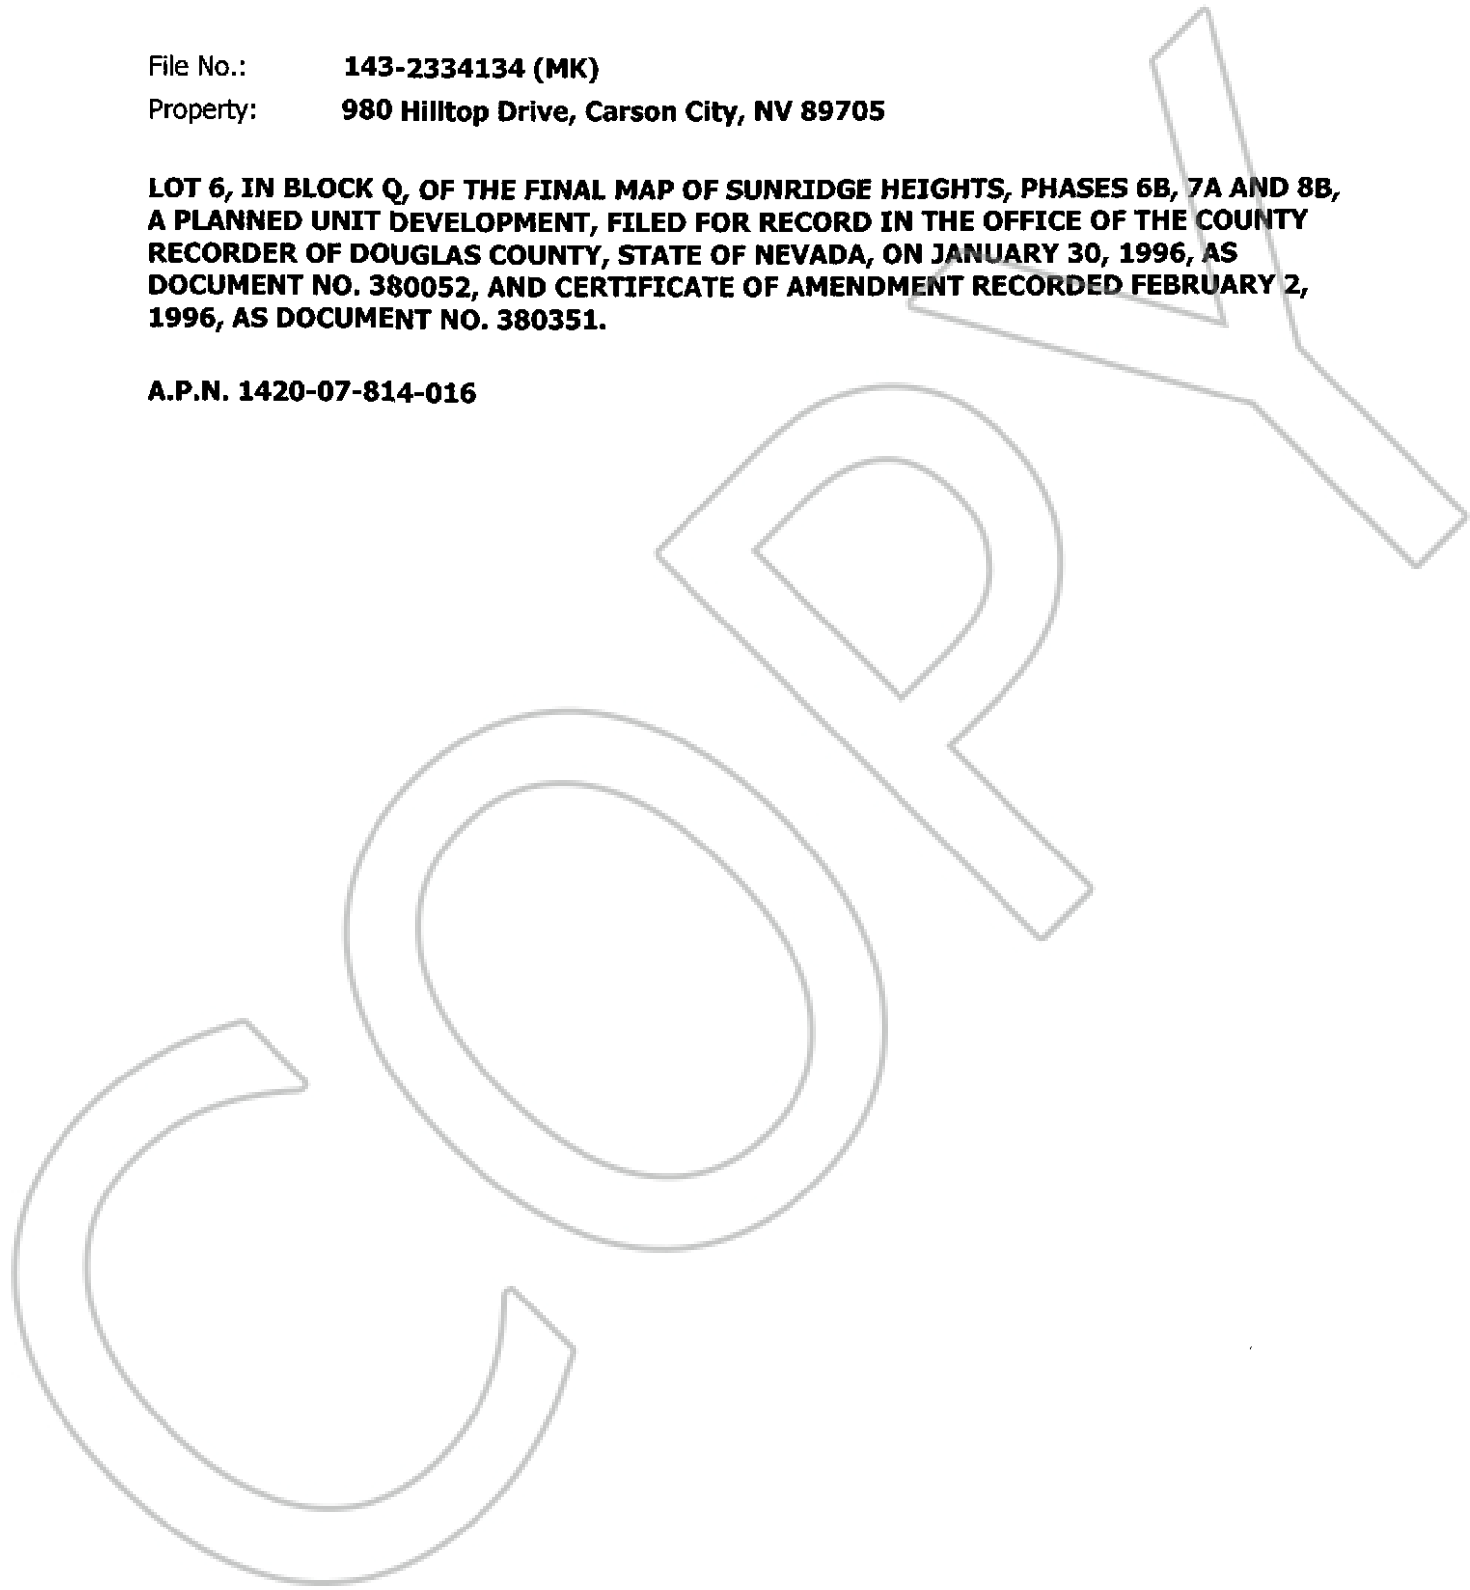 File No.: 143-2334134 (MK)
Property: 980 Hilltop Drive, Carson City, NV 89705
LOT 6, IN BLOCK Q, OF THE FINAL MAP OF SUNRIDGE HEIGHTS, PHASES 6B, 7A AND 8B,
A PLANNED UNIT DEVELOPMENT, FILED FOR RECORD IN THE OFFICE OF THE COUNTY
RECORDER OF DOUGLAS COUNTY, STATE OF NEVADA, ON JANUARY 30, 1996, AS
DOCUMENT NO. 380052, AND CERTIFICATE OF AMENDMENT RECORDED FEBRUARY 2,
1996, AS DOCUMENT NO. 380351.
A.P.N. 1420-07-814-016
COPY